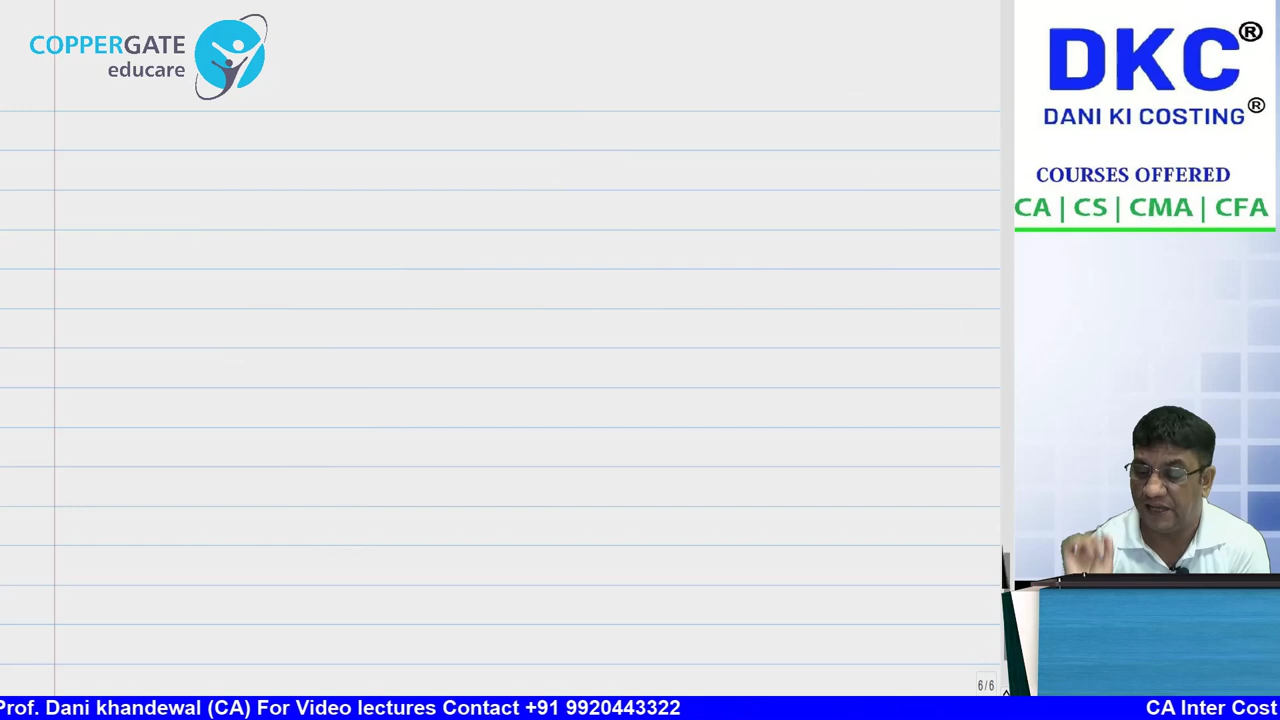 COPPERGATE
educare
DKC®
DANI KI COSTING®
COURSES OFFERED
CA | CS | CMA | CFA
6/6
Prof. Dani khandewal (CA) For Video lectures Contact +91 9920443322
CA Inter Cost